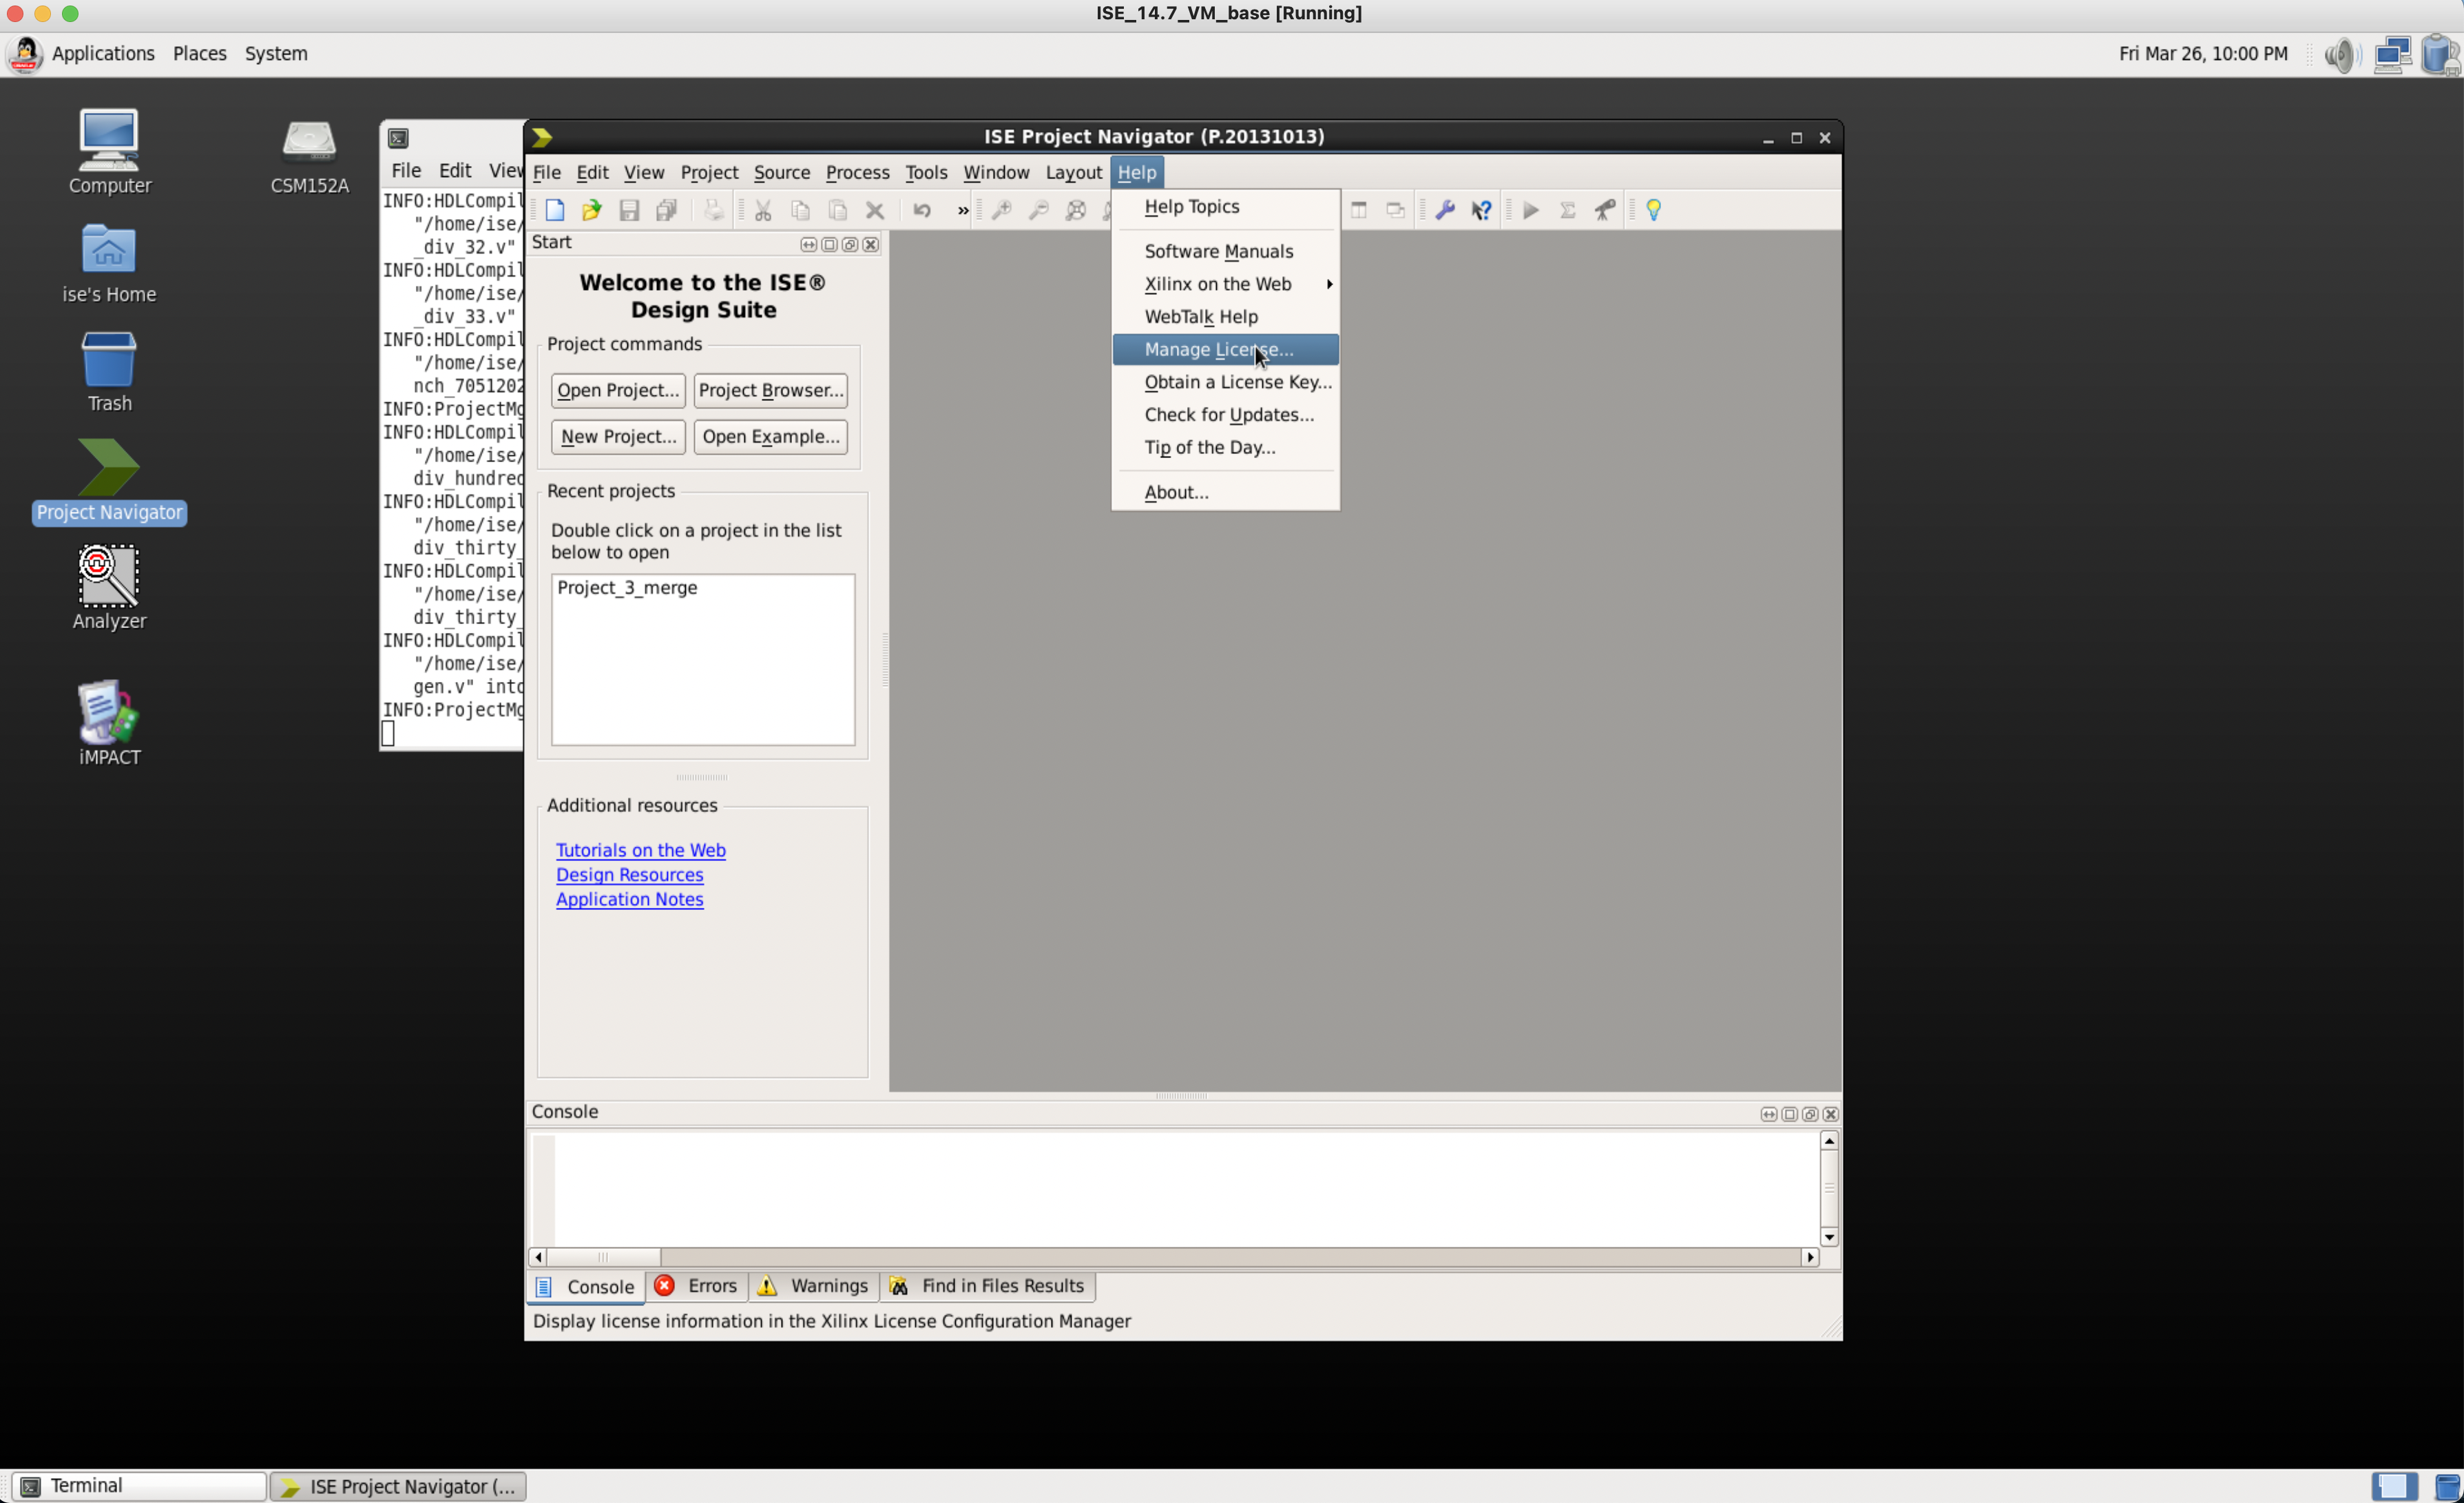 ISE_14.7_VM_base [Running]
Applications Places System
Fri Mar 26, 10:00 PM
Computer
CSM152A
ise's Home
Trash
Project Navigator
Analyzer
iMPACT
File Edit View
INFO:HDLCompil
"/home/ise/
_div_32.v"
INFO:HDLCompil
"/home/ise/
_div_33.v"
INFO:HDLCompil
"/home/ise/
nch_7051202
INFO:ProjectMg
INFO:HDLCompil
"/home/ise/
div_hundred
INFO:HDLCompil
"/home/ise/
div_thirty_
INFO:HDLCompil
"/home/ise/
div_thirty_
INFO:HDLCompil
"/home/ise/
gen.v" into
INFO:ProjectMg
ISE Project Navigator (P.20131013)
File Edit View Project Source Process Tools Window Layout Help
»
Help Topics
Software Manuals
Xilinx on the Web
WebTalk Help
Manage License...
Obtain a License Key...
Check for Updates...
Tip of the Day...
About...
Start
Welcome to the ISE®
Design Suite
Project commands
Open Project... Project Browser...
New Project... Open Example...
Recent projects
Double click on a project in the list
below to open
Project_3_merge
Additional resources
Tutorials on the Web
Design Resources
Application Notes
Console
Console Errors Warnings Find in Files Results
Display license information in the Xilinx License Configuration Manager
Terminal
ISE Project Navigator (...